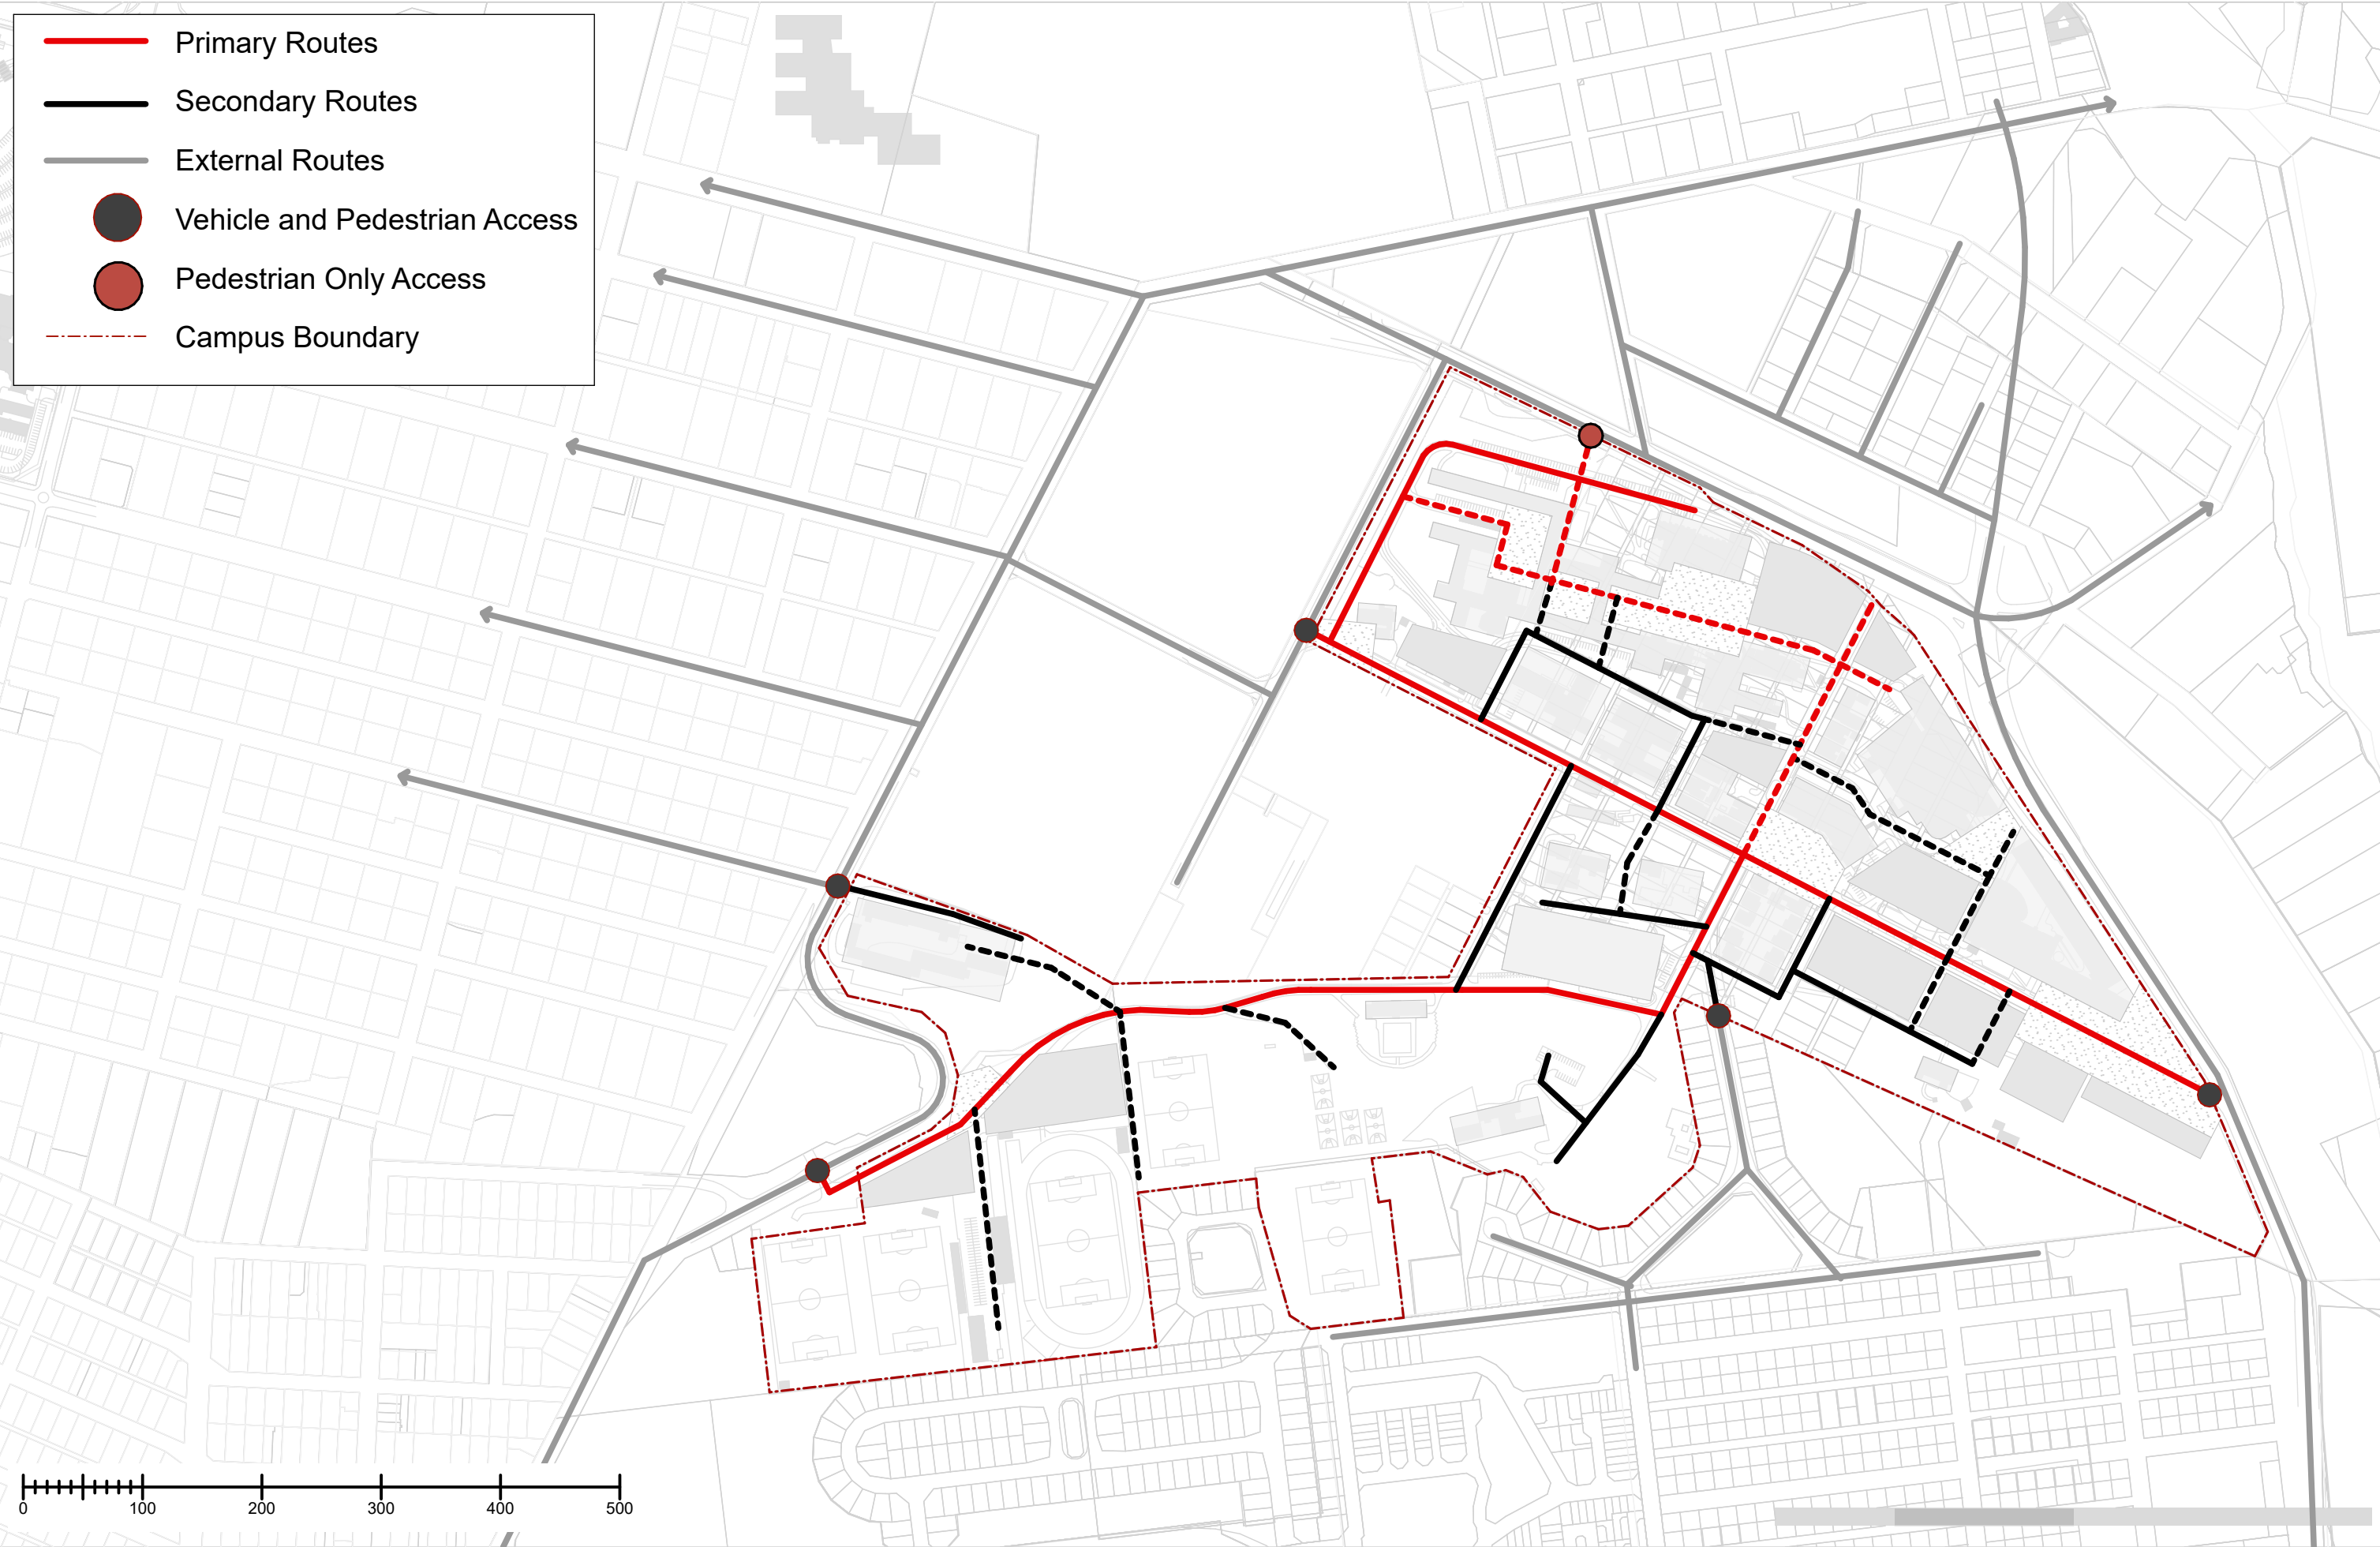 Primary Routes
Secondary Routes
External Routes
Vehicle and Pedestrian Access
Pedestrian Only Access
Campus Boundary
0 100 200 300 400 500